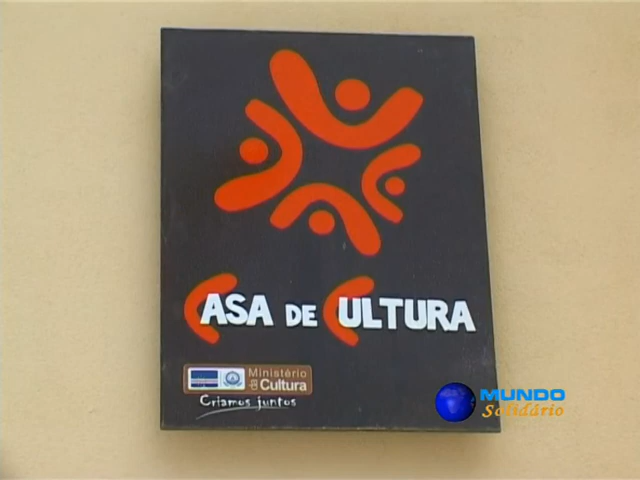 CASA DE CULTURA
Ministério
da Cultura
Criamos juntos
MUNDO
Solidário